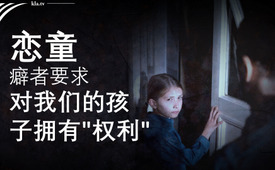 kla.tv
恋童
癖者要求
对我们的孩
子拥有"权利"